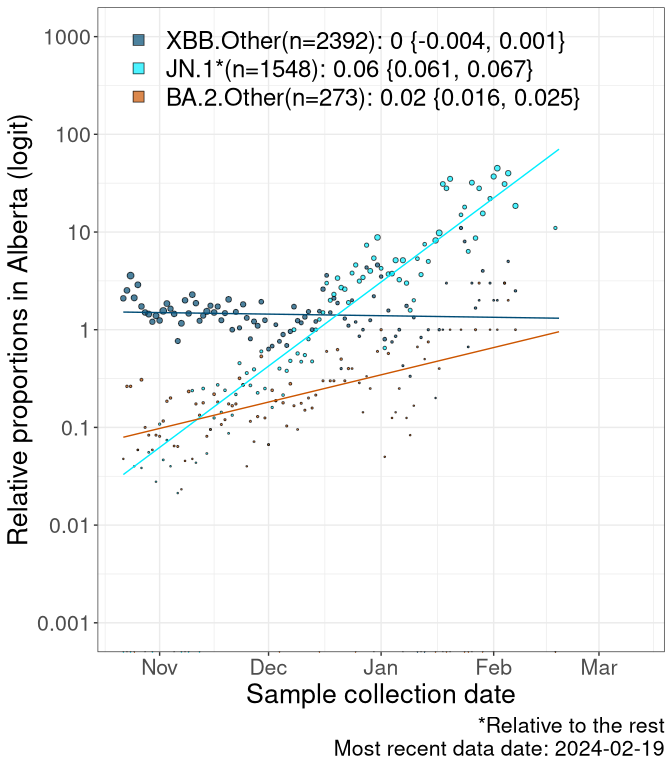 XBB.Other(n=2392): 0 {-0.004, 0.001}
JN.1*(n=1548): 0.06 {0.061, 0.067}
BA.2.Other(n=273): 0.02 {0.016, 0.025}
Relative proportions in Alberta (logit)
1000
100
10
1
0.1
0.01
0.001
Nov Dec Jan Feb Mar
Sample collection date
*Relative to the rest
Most recent data date: 2024-02-19